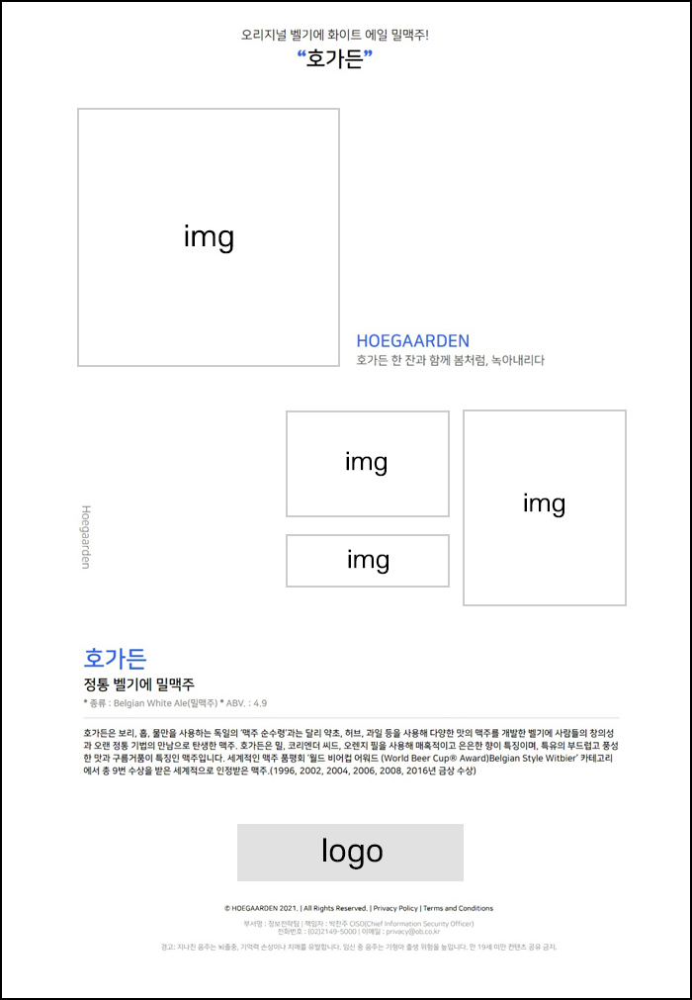 오리지널 벨기에 화이트 에일 밀맥주!
“호가든”
img
HOEGAARDEN
호가든 한 잔과 함께 봄처럼, 녹아내리다
img
img
img
Hoegaarden
호가든
정통 벨기에 밀맥주
* 종류 : Belgian White Ale(밀맥주) * ABV. : 4.9
호가든은 보리, 홉, 물만을 사용하는 독일의 ‘맥주 순수령’과는 달리 약초, 허브, 과일 등을 사용해 다양한 맛의 맥주를 개발한 벨기에 사람들의 창의성
과 오랜 정통 기법의 만남으로 탄생한 맥주. 호가든은 밀, 코리엔더 씨드, 오렌지 필을 사용해 매혹적이고 은은한 향이 특징이며, 특유의 부드럽고 풍성
한 맛과 구름거품이 특징인 맥주입니다. 세계적인 맥주 품평회 ‘월드 비어컵 어워드 (World Beer Cup® Award)Belgian Style Witbier’ 카테고리
에서 총 9번 수상을 받은 세계적으로 인정받은 맥주.(1996, 2002, 2004, 2006, 2008, 2016년 금상 수상)
logo
© HOEGAARDEN 2021. | All Rights Reserved. | Privacy Policy | Terms and Conditions
부서명 : 정보전략팀 | 책임자 : 박찬주 CISO(Chief Information Security Officer)
전화번호 : (02)2149-5000 | 이메일 : privacy@ob.co.kr
경고: 지나친 음주는 뇌졸중, 기억력 손상이나 치매를 유발합니다. 임신 중 음주는 기형아 출생 위험을 높입니다. 만 19세 미만 컨텐츠 공유 금지.